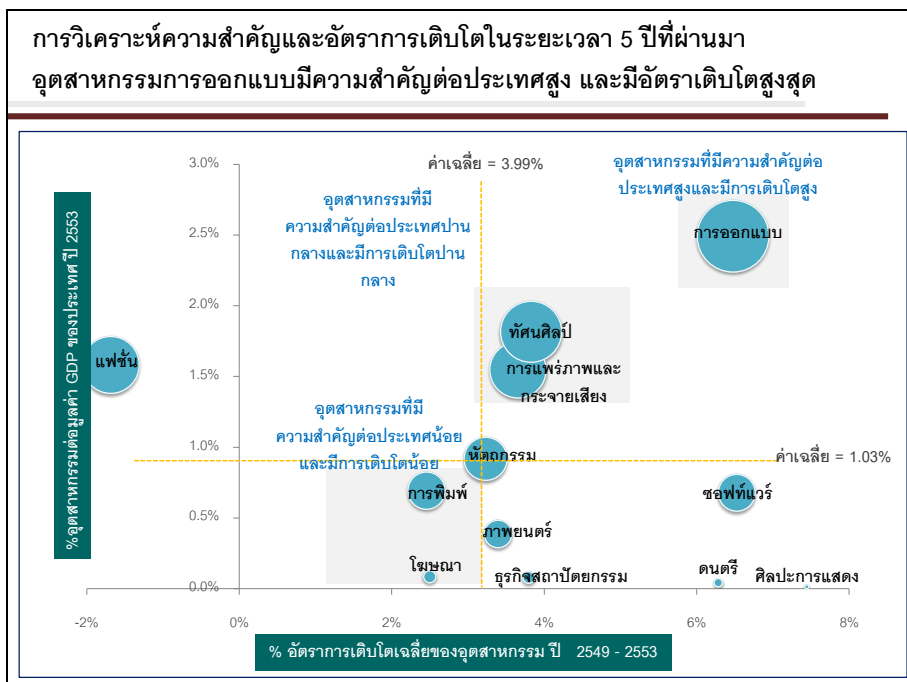 การวิเคราะห์ความสำคัญและอัตราการเติบโตในระยะเวลา 5 ปีที่ผ่านมา
อุตสาหกรรมการออกแบบมีความสำคัญต่อประเทศสูง และมีอัตราเติบโตสูงสุด
%อุตสาหกรรมต่อมูลค่า GDP ของประเทศ ปี 2553
3.0%
2.5%
2.0%
1.5%
1.0%
0.5%
0.0%
ค่าเฉลี่ย = 3.99%
อุตสาหกรรมที่มีความสำคัญต่อ
ประเทศสูงและมีการเติบโตสูง
การออกแบบ
อุตสาหกรรมที่มี
ความสำคัญต่อประเทศปาน
กลางและมีการเติบโตปาน
กลาง
ทัศนศิลป์
การแพร่ภาพและ
กระจายเสียง
แฟชั่น
อุตสาหกรรมที่มี
ความสำคัญต่อประเทศน้อย
และมีการเติบโตน้อย
หัตถกรรม
ค่าเฉลี่ย = 1.03%
การพิมพ์
ซอฟท์แวร์
ภาพยนตร์
โฆษณา
ธุรกิจสถาปัตยกรรม
ดนตรี
ศิลปะการแสดง
-2%
0%
2%
4%
6%
8%
% อัตราการเติบโตเฉลี่ยของอุตสาหกรรม ปี 2549 - 2553